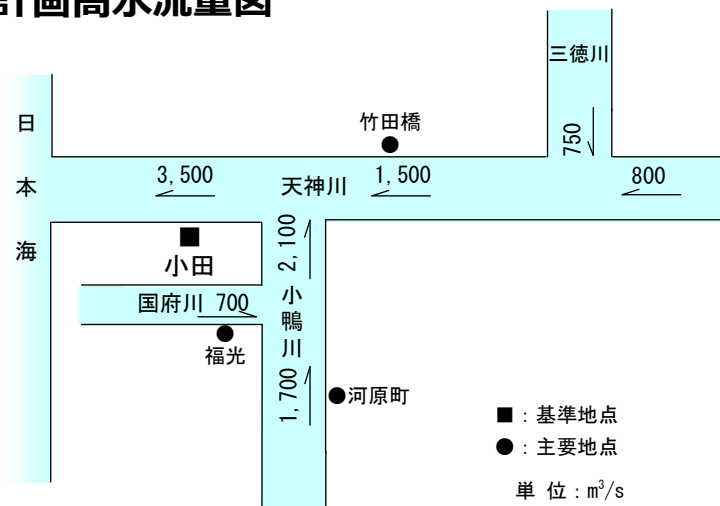 計画高水流量図
三徳川
750
竹田橋
日本海
3,500
天神川
1,500
800
小田
2,100
国府川 700
小鴨川
福光
1,700
河原町
■：基準地点
●：主要地点
単 位：m³/s